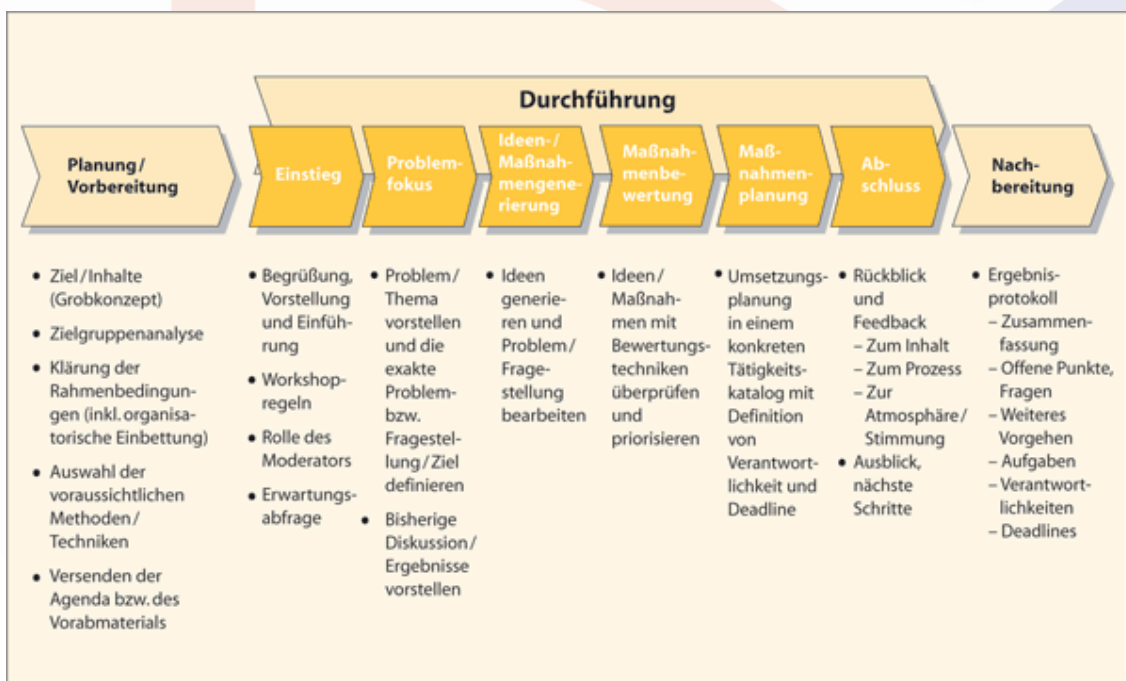 Durchführung
Planung/
Vorbereitung
Einstieg
Problem-
fokus
Ideen-/
Maßnah-
mengene-
rierung
Maßnah-
menbe-
wertung
Maß-
nahmen-
planung
Ab-
schluss
Nach-
bereitung
• Ziel/Inhalte
(Grobkonzept)
• Zielgruppenanalyse
• Klärung der
Rahmenbedingun-
gen (inkl. organisa-
torische Einbettung)
• Auswahl der
voraussichtlichen
Methoden/
Techniken
• Versenden der
Agenda bzw. des
Vorabmaterials
• Begrüßung,
Vorstellung
und Einfüh-
rung
• Workshop-
regeln
• Rolle des
Moderators
• Erwartungs-
abfrage
• Problem/
Thema
vorstellen
und die
exakte
Problem-
bzw.
Fragestel-
lung/Ziel
definieren
• Bisherige
Diskussion/
Ergebnisse
vorstellen
• Ideen
generie-
ren und
Problem/
Frage-
stellung
bearbeiten
• Ideen/
Maßnah-
men mit
Bewertungs-
techniken
überprüfen
und
priorisieren
• Umsetzungs-
planung
in einem
konkreten
Tätigkeits-
katalog mit
Definition
von
Verantwort-
lichkeit und
Deadline
• Rückblick
und
Feedback
– Zum Inhalt
– Zum Prozess
– Zur
Atmosphäre/
Stimmung
• Ausblick,
nächste
Schritte
• Ergebnis-
protokoll
– Zusammen-
fassung
– Offene Punkte,
Fragen
– Weiteres
Vorgehen
– Aufgaben
– Verantwort-
lichkeiten
– Deadlines